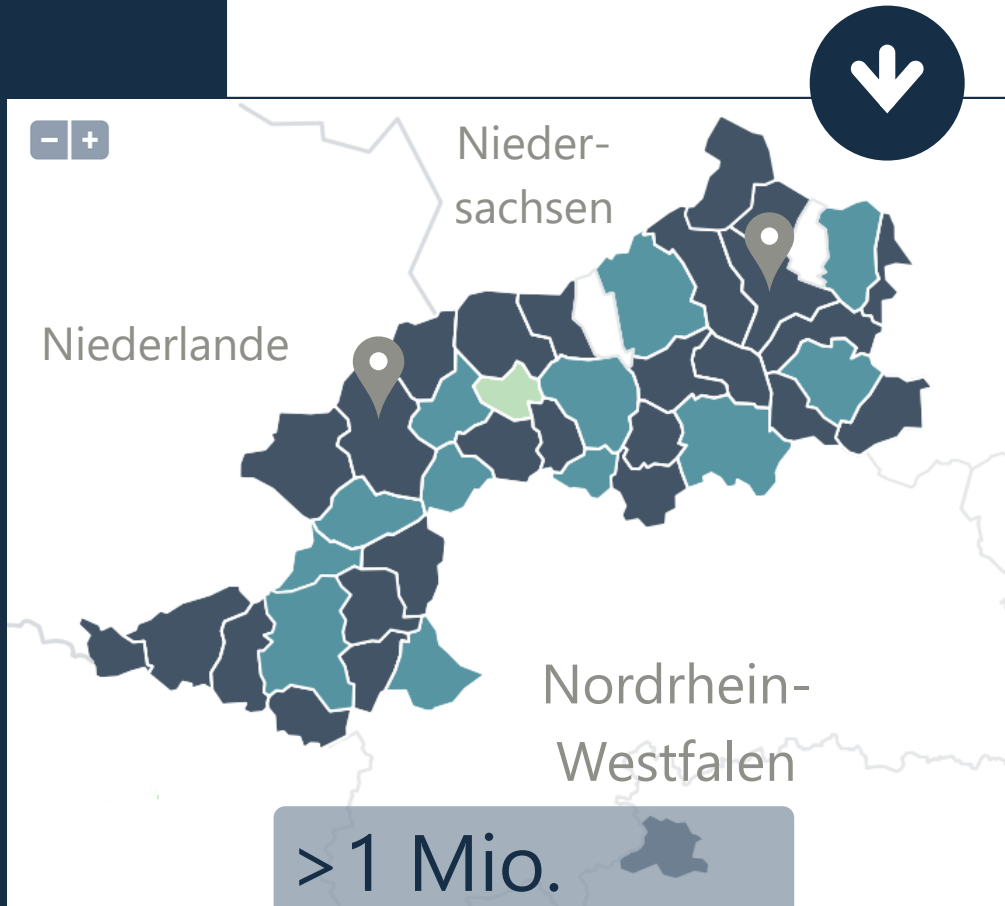 − +
Nieder-
sachsen
Niederlande
Nordrhein-
Westfalen
>1 Mio.